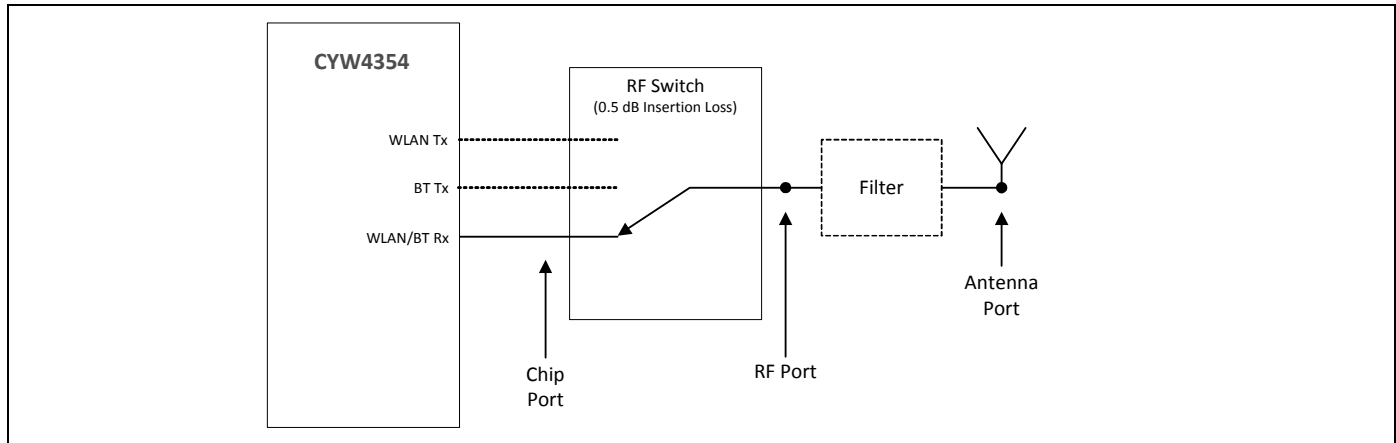 CYW4354
RF Switch
(0.5 dB Insertion Loss)
WLAN Tx
BT Tx
Filter
WLAN/BT Rx
Antenna
Port
Chip
Port
RF Port